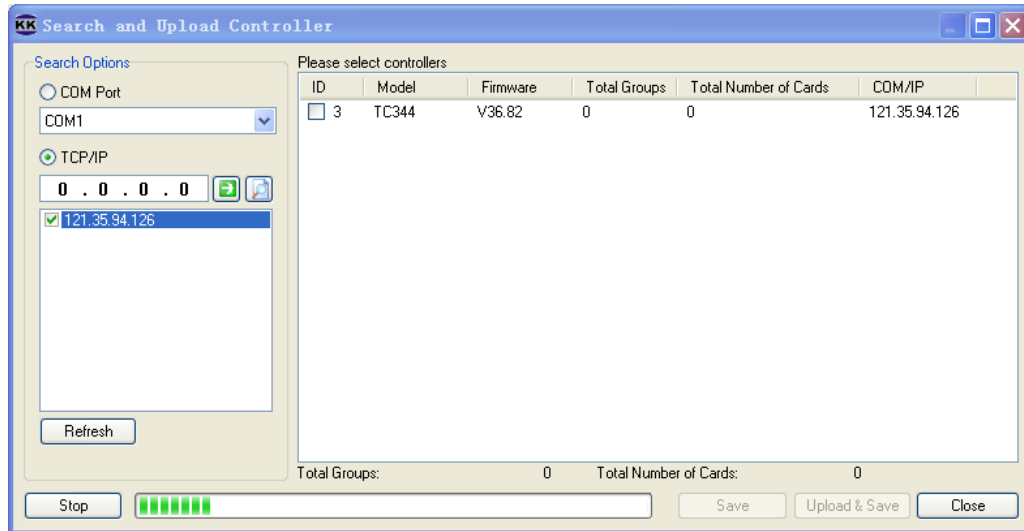 KK Search and Upload Controller
Search Options
COM Port
COM1
TCP/IP
0 . 0 . 0 . 0
121.35.94.126
Refresh
Please select controllers
ID Model Firmware Total Groups Total Number of Cards COM/IP
3 TC344 V36.82 0 0 121.35.94.126
Total Groups: 0 Total Number of Cards: 0
Stop Save Upload & Save Close